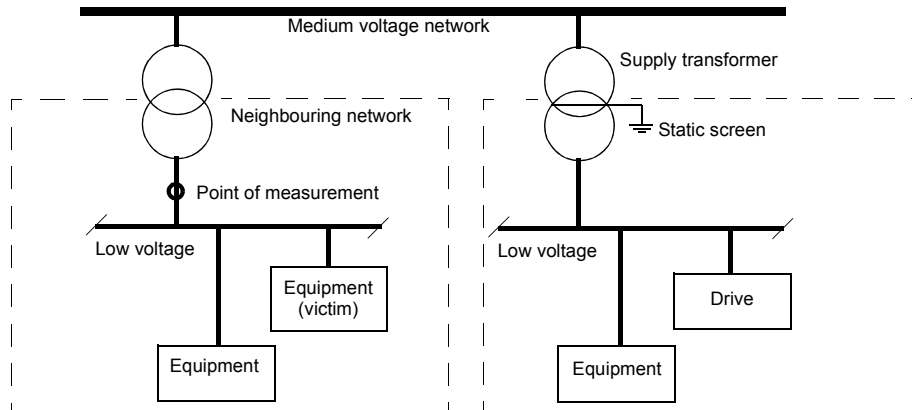 Medium voltage network
Supply transformer
Neighbouring network
Static screen
Point of measurement
Low voltage
Low voltage
Equipment
(victim)
Drive
Equipment
Equipment